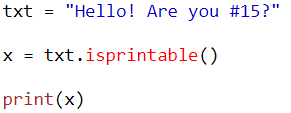 txt = "Hello! Are you #15?"
x = txt.isprintable()
print(x)